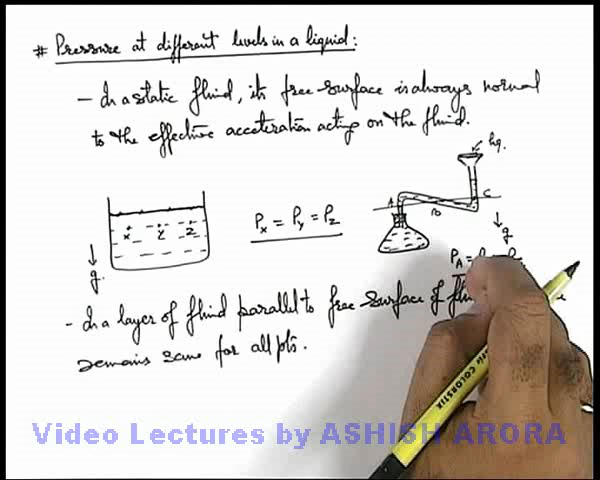 # Pressure at different levels in a liquid:
- In a static fluid, its free surface is always normal
to the effective acceleration acting on the fluid.
liq.
A
B
C
g
x y z
Px = Py = Pz
g
PA =
- In a layer of fluid parallel to free surface of
remains same for all pts.
COLORSTIX
Video Lectures by ASHISH ARORA